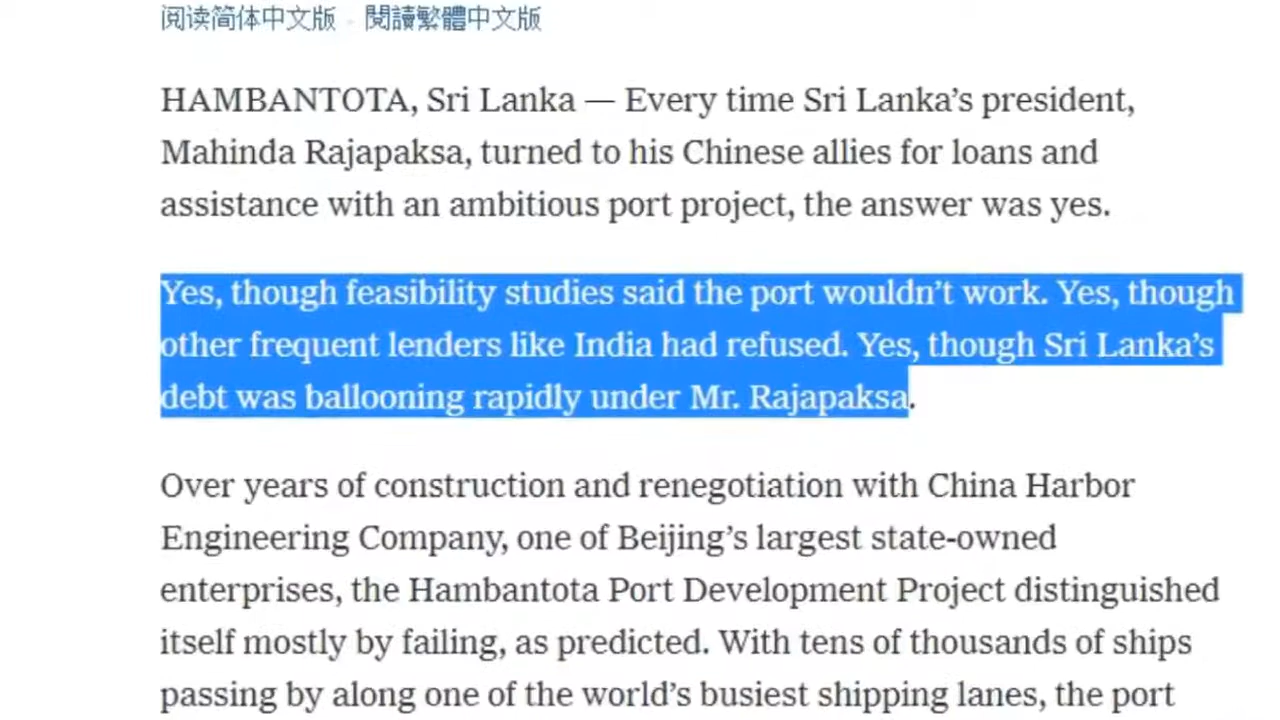 阅读简体中文版 - 閱讀繁體中文版
HAMBANTOTA, Sri Lanka — Every time Sri Lanka’s president,
Mahinda Rajapaksa, turned to his Chinese allies for loans and
assistance with an ambitious port project, the answer was yes.
Yes, though feasibility studies said the port wouldn’t work. Yes, though
other frequent lenders like India had refused. Yes, though Sri Lanka’s
debt was ballooning rapidly under Mr. Rajapaksa.
Over years of construction and renegotiation with China Harbor
Engineering Company, one of Beijing’s largest state-owned
enterprises, the Hambantota Port Development Project distinguished
itself mostly by failing, as predicted. With tens of thousands of ships
passing by along one of the world’s busiest shipping lanes, the port